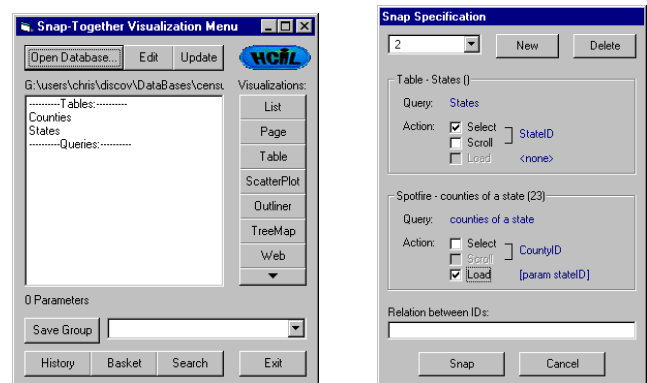 Snap-Together Visualization Menu
Open Database... Edit Update HCIL
G:\users\chris\discov\DataBases\censu Visualizations:
----------Tables:----------
Counties
States
----------Queries:----------
List
Page
Table
ScatterPlot
Outliner
TreeMap
Web
0 Parameters
Save Group
History Basket Search Exit
Snap Specification
2 New Delete
Table - States ()
Query: States
Action: Select
Scroll
StateID
Load <none>
Spotfire - counties of a state (23)
Query: counties of a state
Action: Select
Scroll
CountyID
Load [param stateID]
Relation between IDs:
Snap Cancel